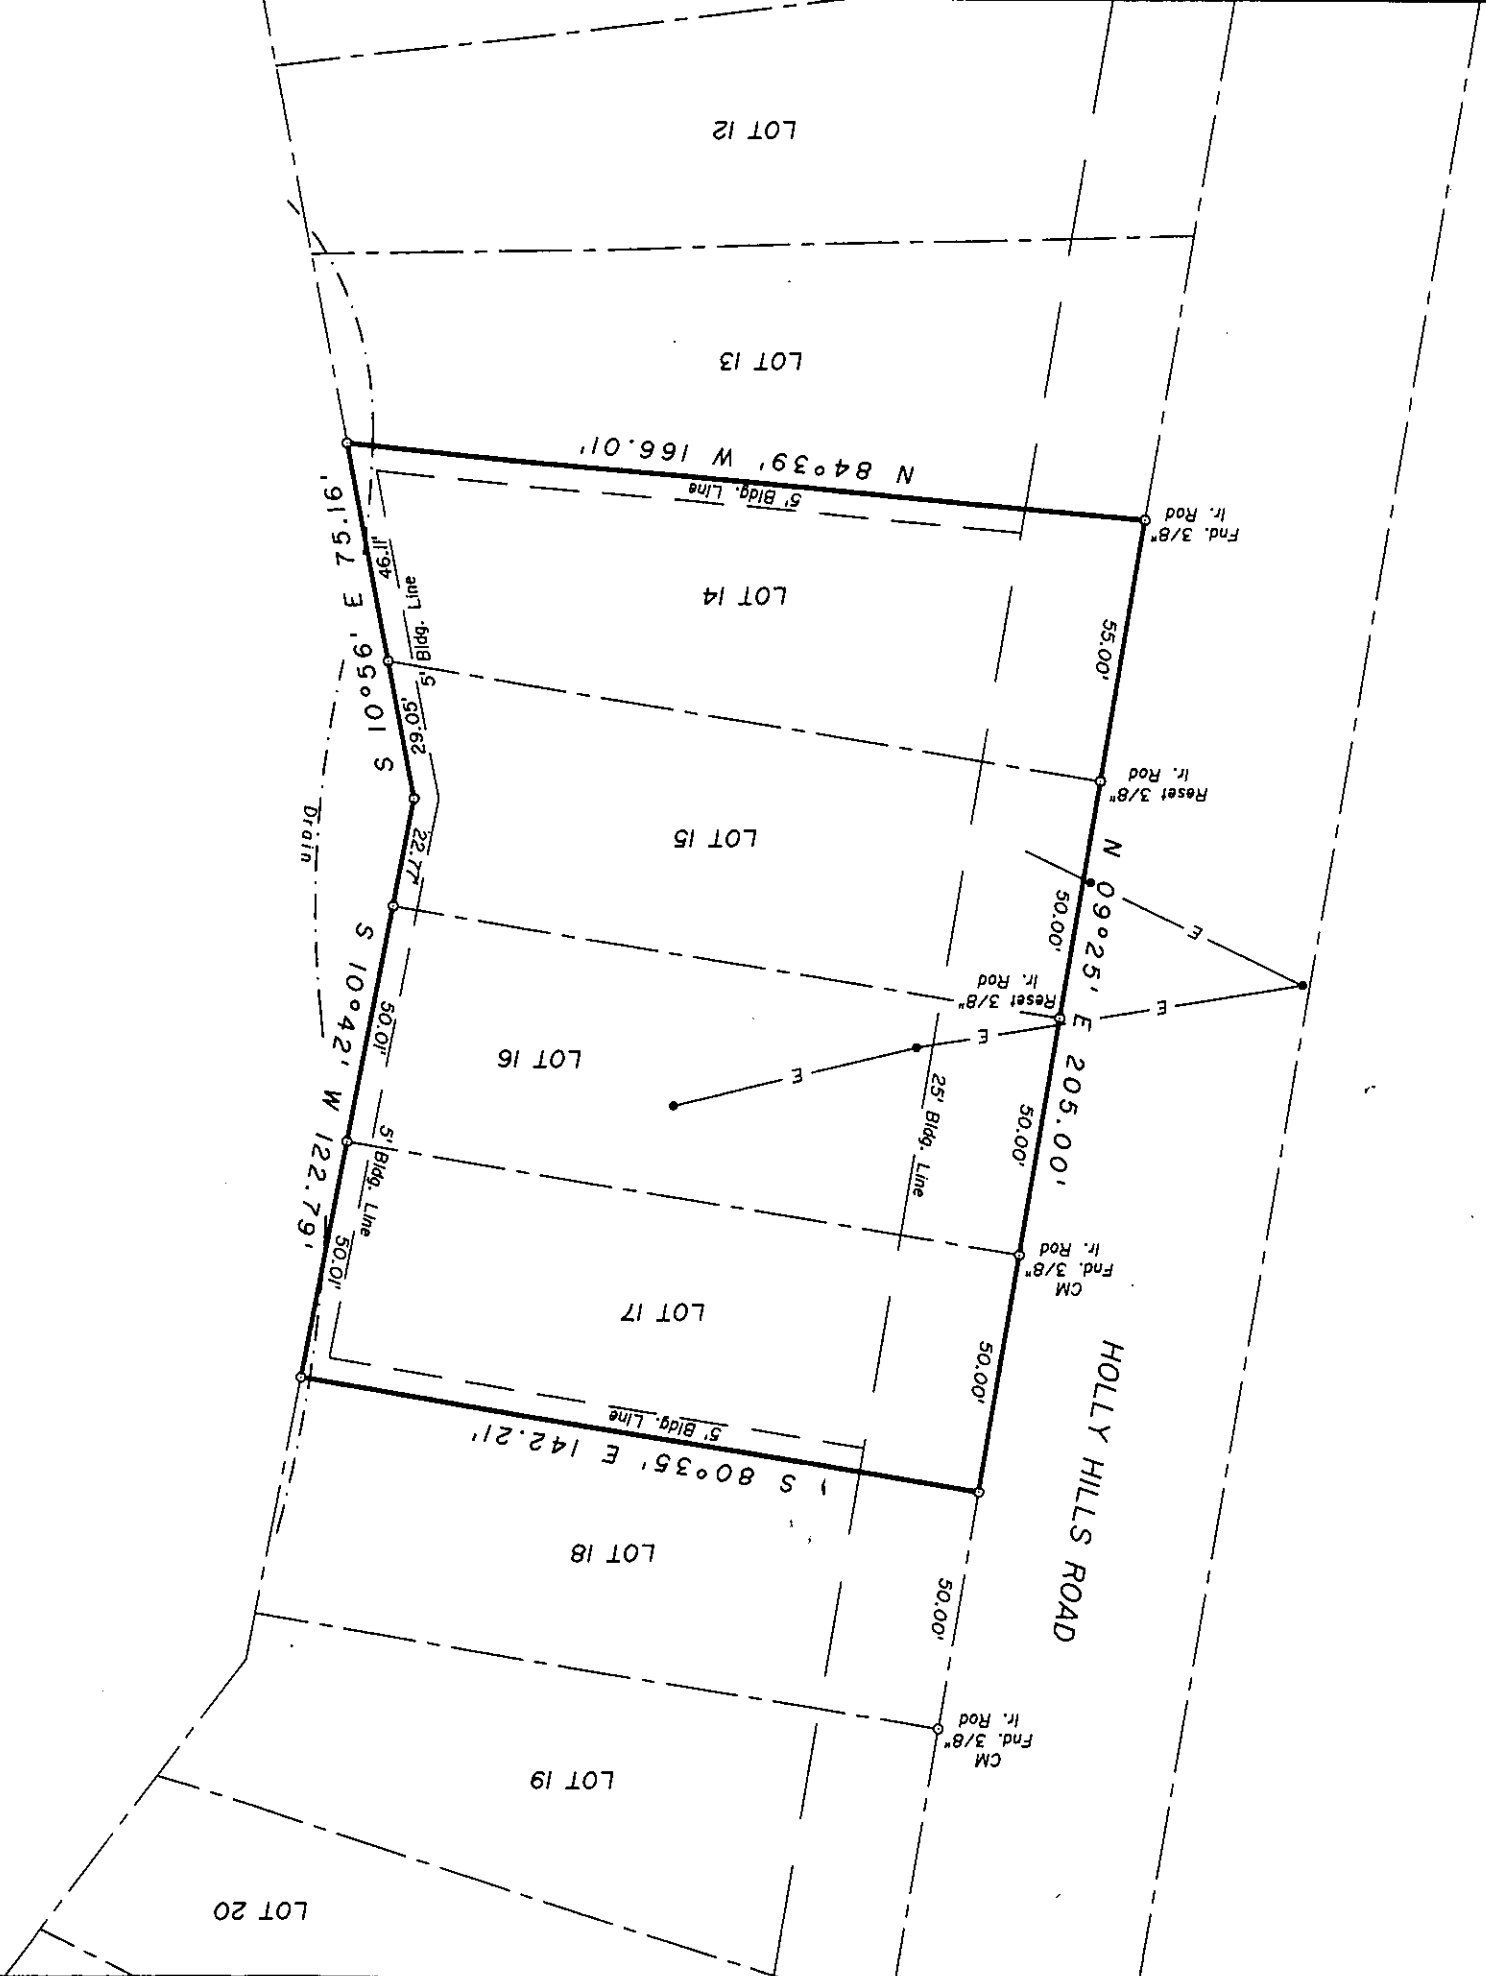 LOT 12
LOT 13
N 84°39' W 166.01'
5' Bldg. Line
Fnd. 3/8"
Ir. Rod
S 10°56' E 75.16'
46.11'
5' Bldg. Line
LOT 14
55.00'
29.05'
Reset 3/8"
Ir. Rod
Drain
22.77'
LOT 15
N 09°25' E 205.00'
50.00'
E
E
E
E
Reset 3/8"
Ir. Rod
S 10°42' W 122.79'
50.01'
LOT 16
25' Bldg. Line
50.00'
5' Bldg. Line
50.01'
CM
Fnd. 3/8"
Ir. Rod
LOT 17
50.00'
HOLLY HILLS ROAD
5' Bldg. Line
S 80°35' E 142.21'
LOT 18
50.00'
CM
Fnd. 3/8"
Ir. Rod
LOT 19
LOT 20